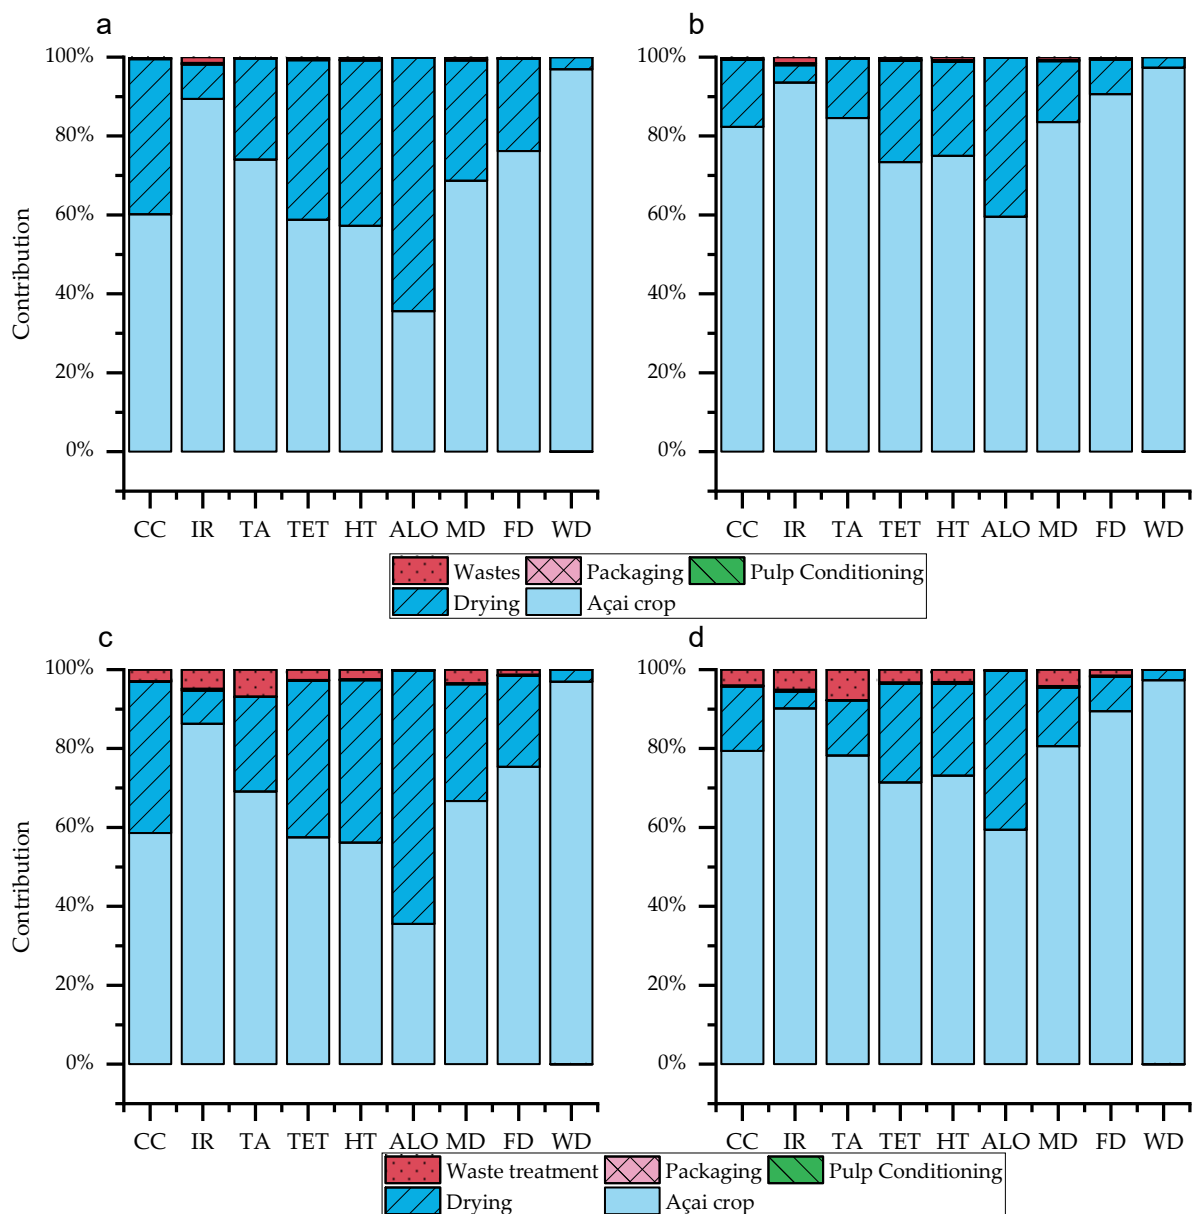 a
100%
80%
60%
40%
20%
0%
Contribution
CC IR TA TET HT ALO MD FD WD
b
100%
80%
60%
40%
20%
0%
CC IR TA TET HT ALO MD FD WD
Wastes Packaging Pulp Conditioning
Drying Açai crop
c
100%
80%
60%
40%
20%
0%
Contribution
CC IR TA TET HT ALO MD FD WD
d
100%
80%
60%
40%
20%
0%
CC IR TA TET HT ALO MD FD WD
Waste treatment Packaging Pulp Conditioning
Drying Açai crop